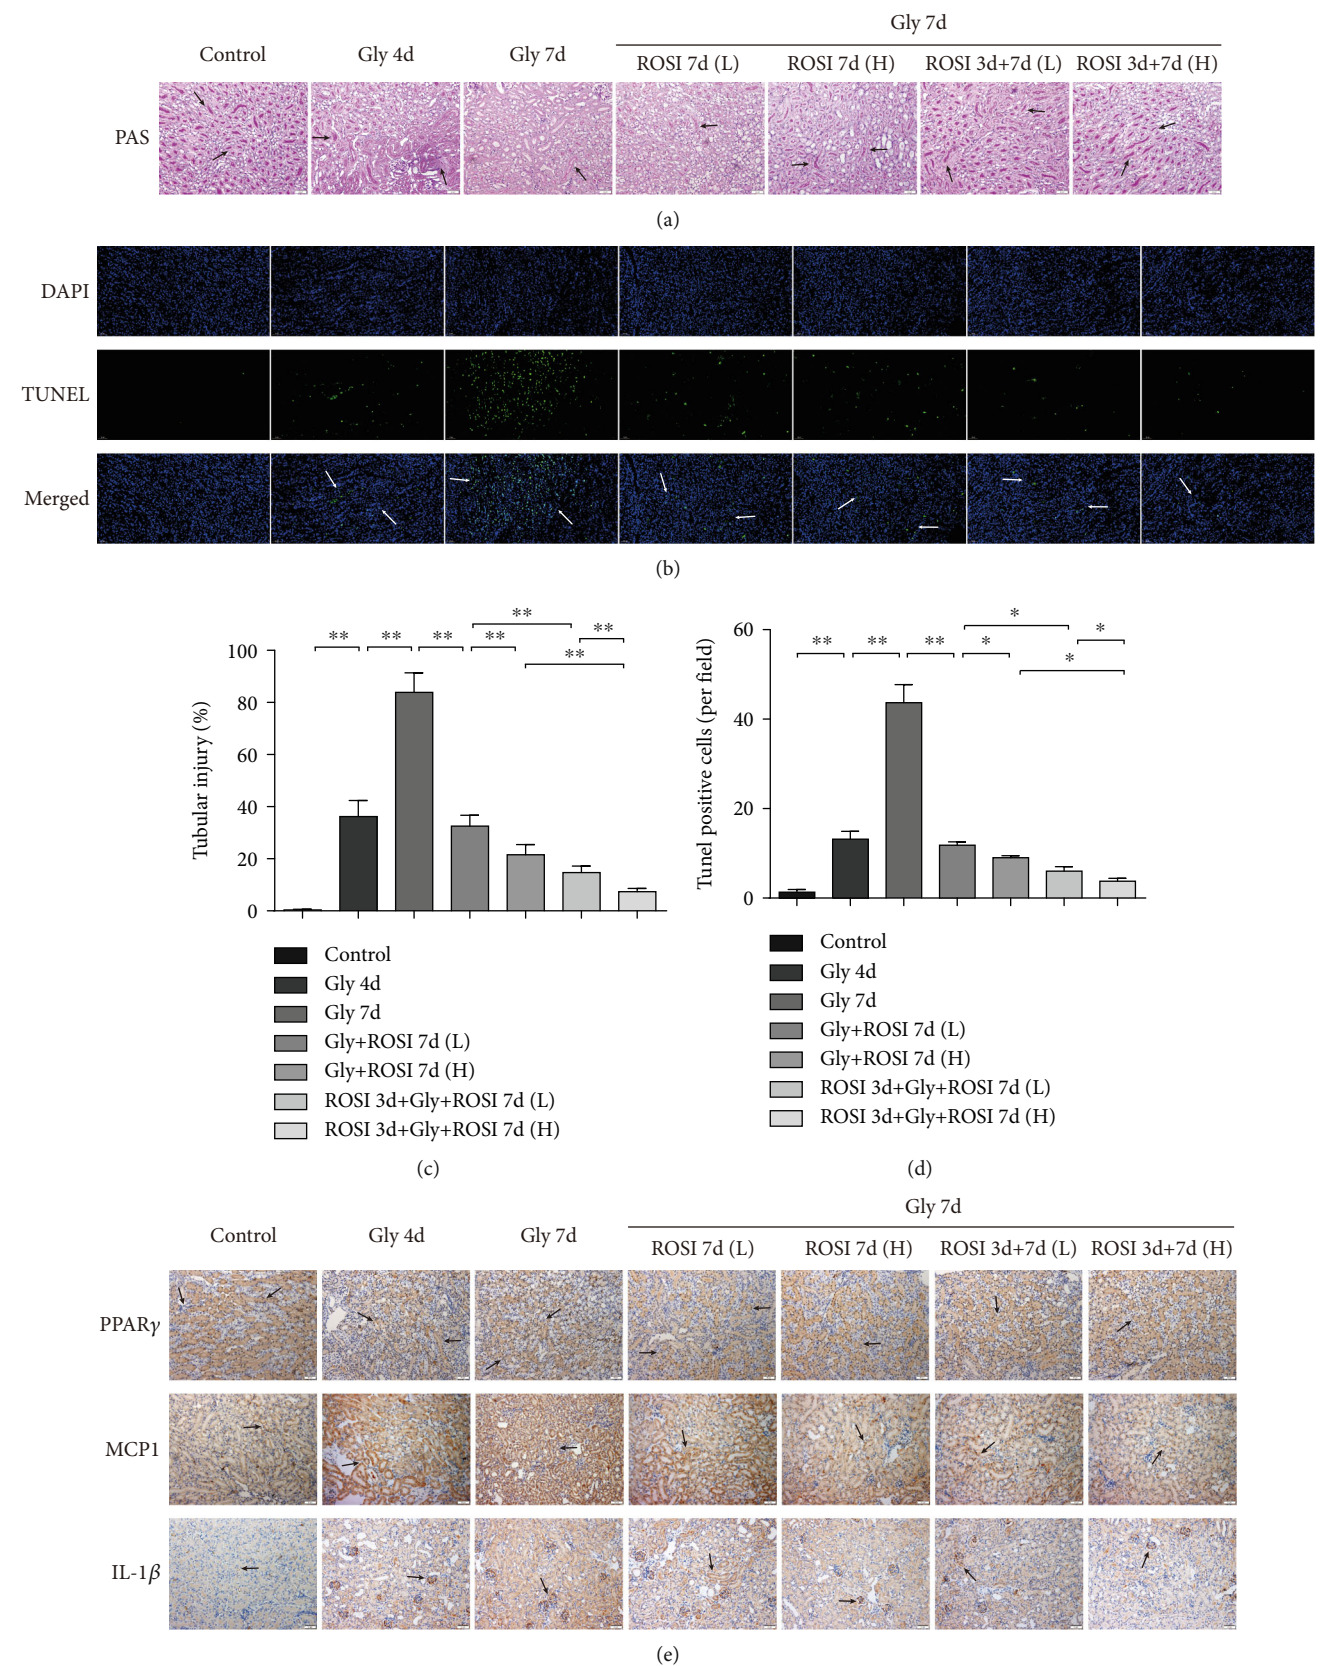 Gly 7d
Control
Gly 4d
Gly 7d
ROSI 7d (L)
ROSI 7d (H)
ROSI 3d+7d (L)
ROSI 3d+7d (H)
PAS
(a)
DAPI
TUNEL
Merged
(b)
Tubular injury (%)
100
80
60
40
20
0
**
**
**
**
**
**
**
Control
Gly 4d
Gly 7d
Gly+ROSI 7d (L)
Gly+ROSI 7d (H)
ROSI 3d+Gly+ROSI 7d (L)
ROSI 3d+Gly+ROSI 7d (H)
(c)
Tunel positive cells (per field)
60
40
20
0
**
**
**
*
*
*
*
Control
Gly 4d
Gly 7d
Gly+ROSI 7d (L)
Gly+ROSI 7d (H)
ROSI 3d+Gly+ROSI 7d (L)
ROSI 3d+Gly+ROSI 7d (H)
(d)
Gly 7d
Control
Gly 4d
Gly 7d
ROSI 7d (L)
ROSI 7d (H)
ROSI 3d+7d (L)
ROSI 3d+7d (H)
PPARγ
MCP1
IL-1β
(e)